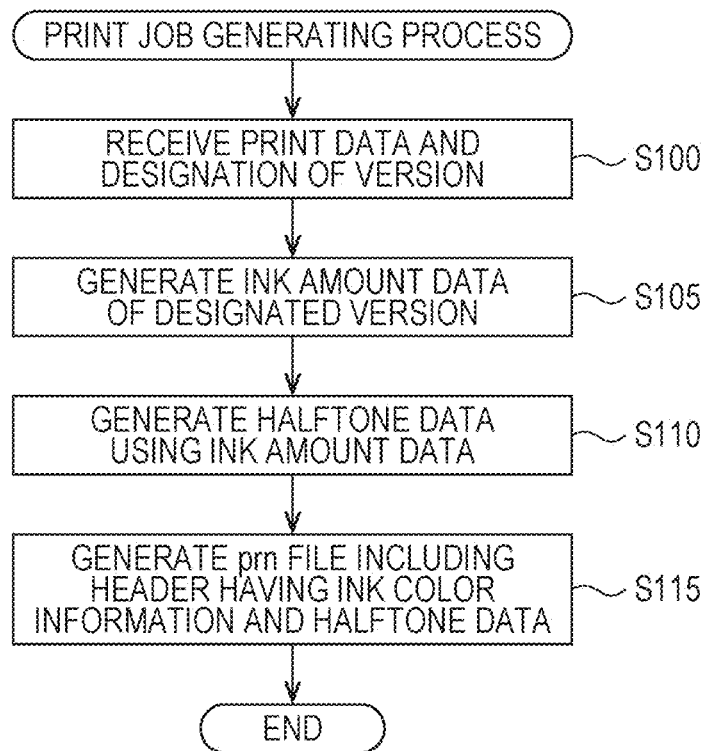 PRINT JOB GENERATING PROCESS
RECEIVE PRINT DATA AND
DESIGNATION OF VERSION
S100
GENERATE INK AMOUNT DATA
OF DESIGNATED VERSION
S105
GENERATE HALFTONE DATA
USING INK AMOUNT DATA
S110
GENERATE prn FILE INCLUDING
HEADER HAVING INK COLOR
INFORMATION AND HALFTONE DATA
S115
END